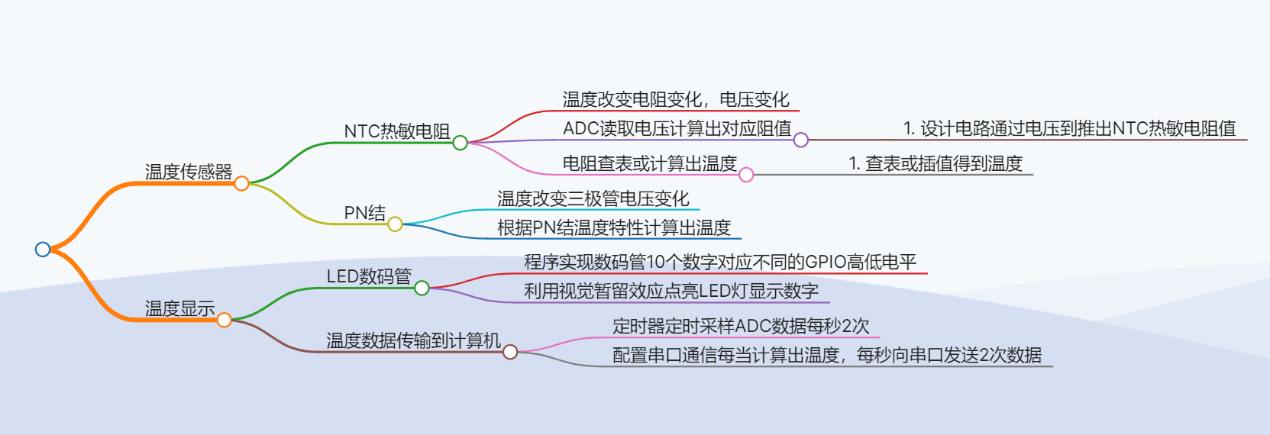 温度传感器
NTC热敏电阻
温度改变电阻变化，电压变化
ADC读取电压计算出对应阻值
1. 设计电路通过电压到推出NTC热敏电阻值
电阻查表或计算出温度
1. 查表或插值得到温度
PN结
温度改变三极管电压变化
根据PN结温度特性计算出温度
温度显示
LED数码管
程序实现数码管10个数字对应不同的GPIO高低电平
利用视觉暂留效应点亮LED灯显示数字
温度数据传输到计算机
定时器定时采样ADC数据每秒2次
配置串口通信每当计算出温度，每秒向串口发送2次数据